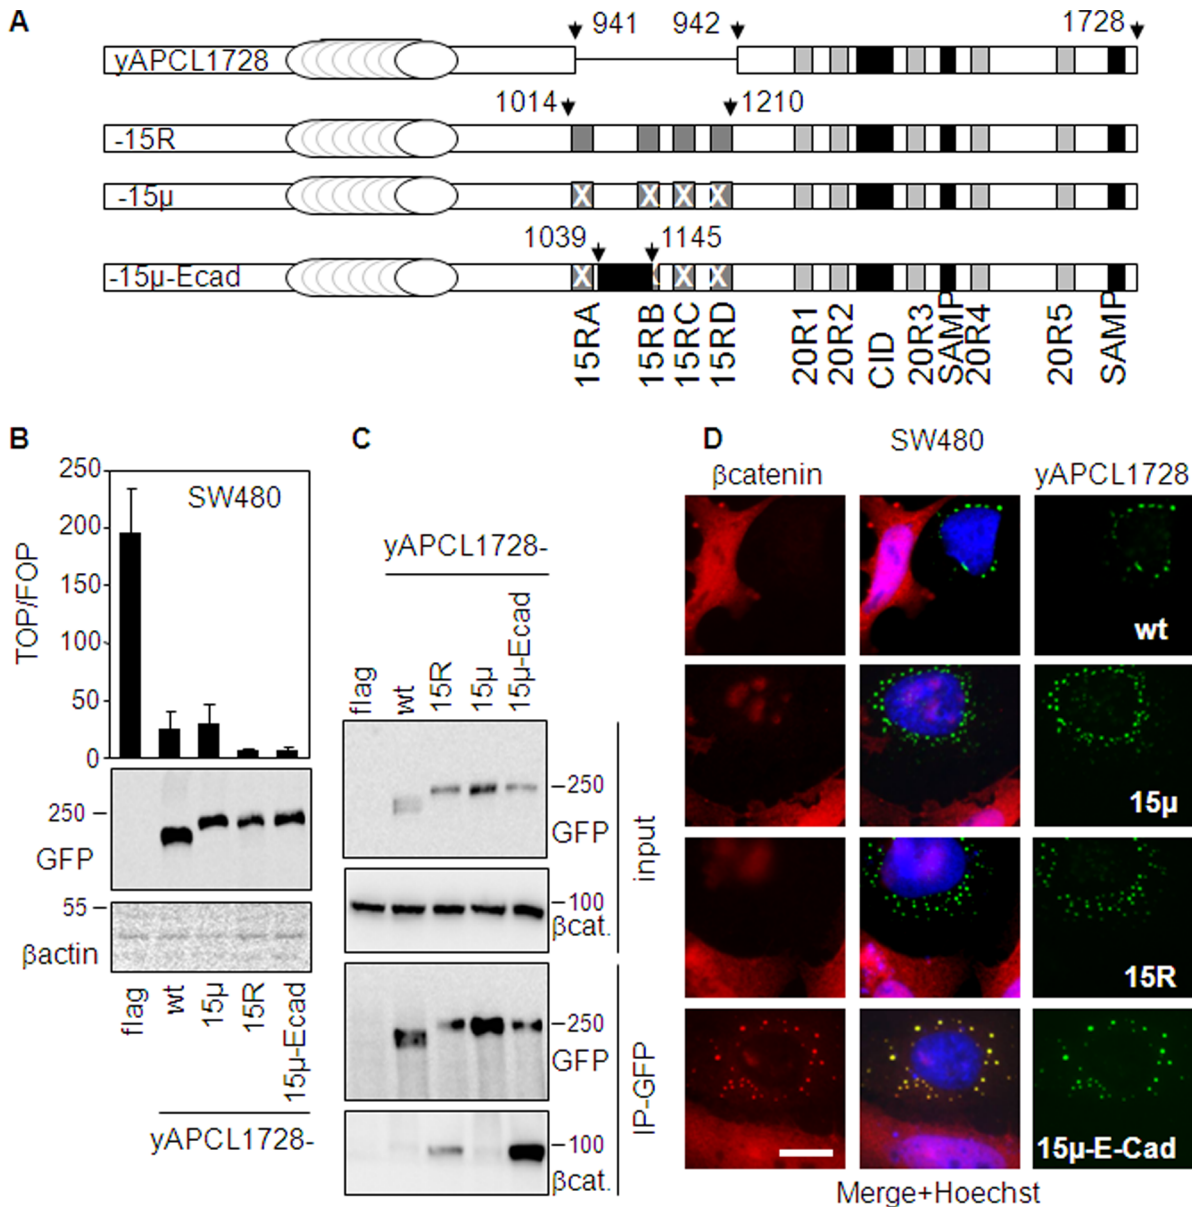 A
941 942 1728
yAPCL1728
1014 1210
-15R
-15µ
X X X X
1039 1145
-15µ-Ecad
X X X X
15RA 15RB 15RC 15RD 20R1 20R2 CID 20R3 SAMP 20R4 20R5 SAMP
B
250
200
150
100
50
0
TOP/FOP
SW480
250 –
GFP
55 –
βactin
flag wt 15µ 15R 15µ-Ecad
yAPCL1728-
C
yAPCL1728-
flag wt 15R 15µ 15µ-Ecad
–250
GFP
–100
βcat.
input
–250
GFP
–100
βcat.
IP-GFP
D
SW480
βcatenin yAPCL1728
wt
15µ
15R
15µ-E-Cad
Merge+Hoechst